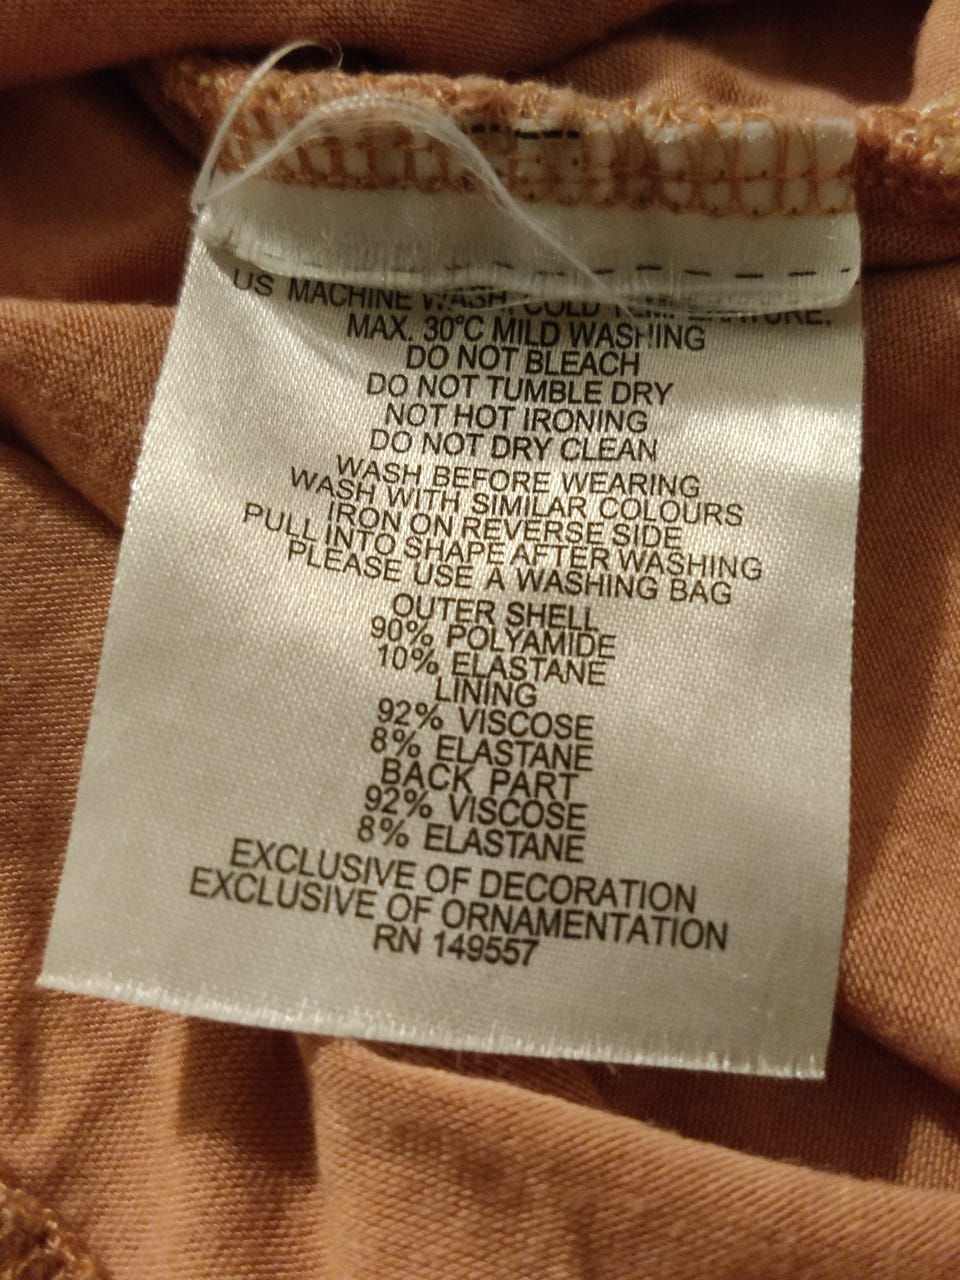 US MACHINE WASH, COLD TEMPERATURE.
MAX. 30°C MILD WASHING
DO NOT BLEACH
DO NOT TUMBLE DRY
NOT HOT IRONING
DO NOT DRY CLEAN
WASH BEFORE WEARING
WASH WITH SIMILAR COLOURS
IRON ON REVERSE SIDE
PULL INTO SHAPE AFTER WASHING
PLEASE USE A WASHING BAG
OUTER SHELL
90% POLYAMIDE
10% ELASTANE
LINING
92% VISCOSE
8% ELASTANE
BACK PART
92% VISCOSE
8% ELASTANE
EXCLUSIVE OF DECORATION
EXCLUSIVE OF ORNAMENTATION
RN 149557